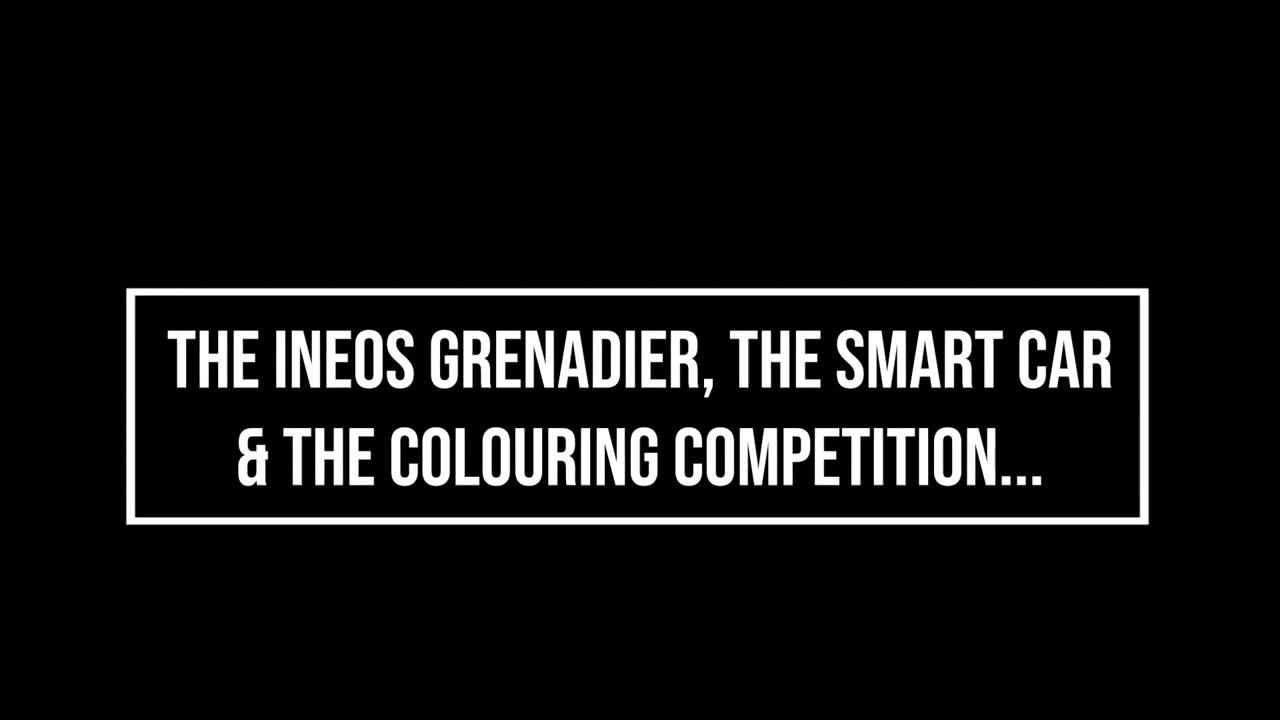 THE INEOS GRENADIER, THE SMART CAR
& THE COLOURING COMPETITION...